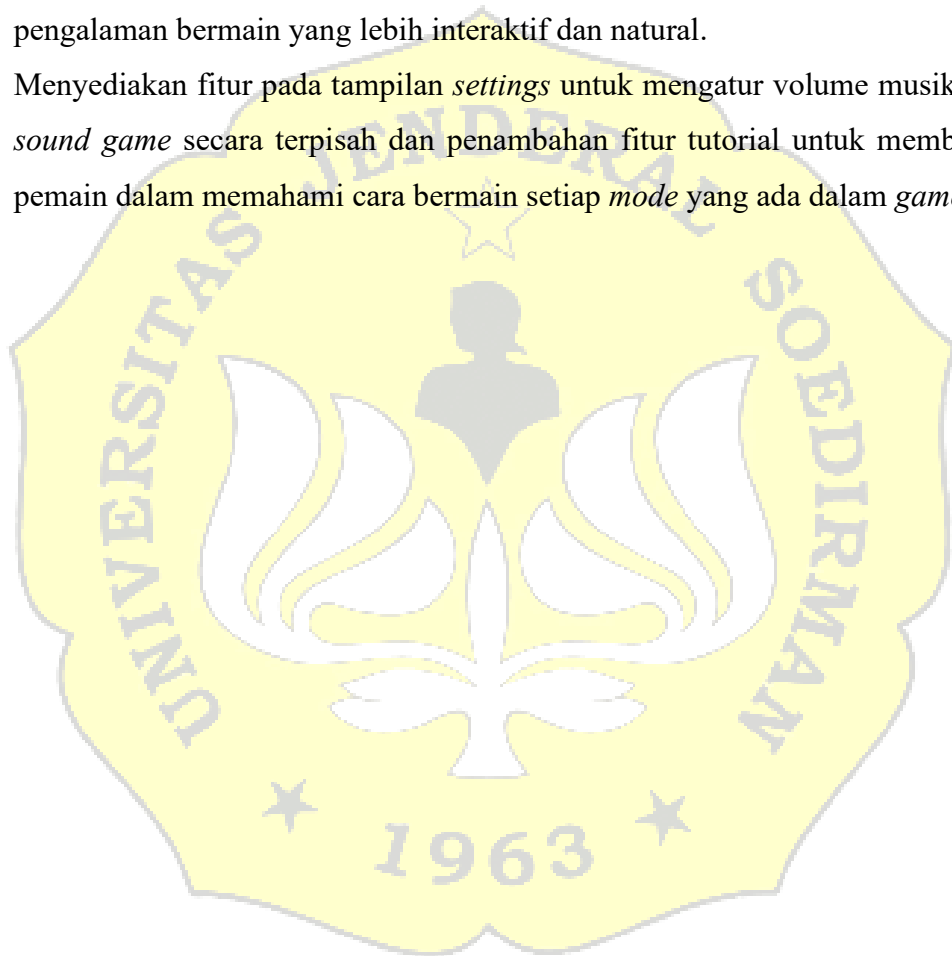 pengalaman bermain yang lebih interaktif dan natural.
Menyediakan fitur pada tampilan settings untuk mengatur volume musik
sound game secara terpisah dan penambahan fitur tutorial untuk memb
pemain dalam memahami cara bermain setiap mode yang ada dalam game
UNIVERSITAS JENDERAL SOEDIRMAN
1963